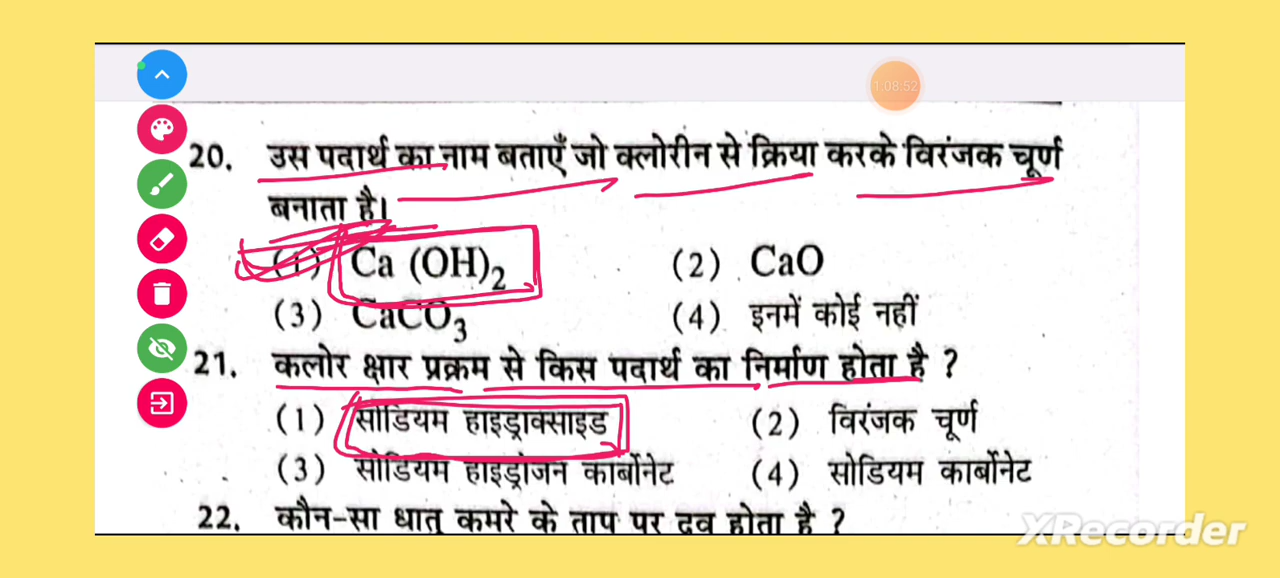 1:08:52
20. उस पदार्थ का नाम बताएँ जो क्लोरीन से क्रिया करके विरंजक चूर्ण
बनाता है।
(1) Ca (OH)₂ (2) CaO
(3) CaCO₃ (4) इनमें कोई नहीं
21. कलोर क्षार प्रक्रम से किस पदार्थ का निर्माण होता है ?
(1) सोडियम हाइड्राक्साइड (2) विरंजक चूर्ण
(3) सोडियम हाइड्रोजन कार्बोनेट (4) सोडियम कार्बोनेट
22. कौन-सा धातु कमरे के ताप पर द्रव होता है ?
XRecorder